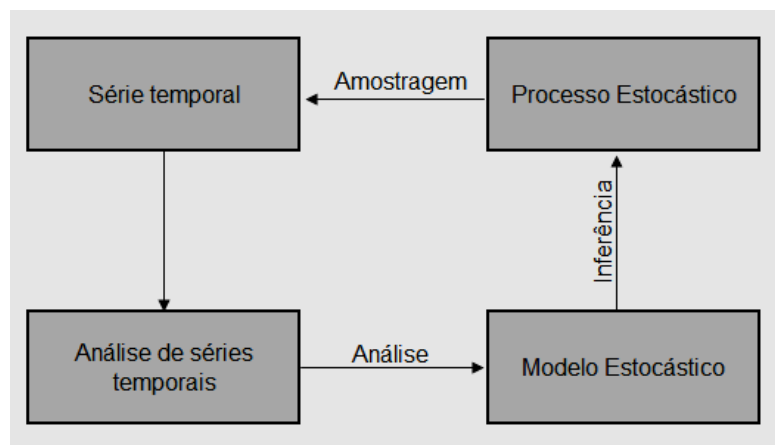 Série temporal
Amostragem
Processo Estocástico
Inferência
Análise de séries
temporais
Análise
Modelo Estocástico